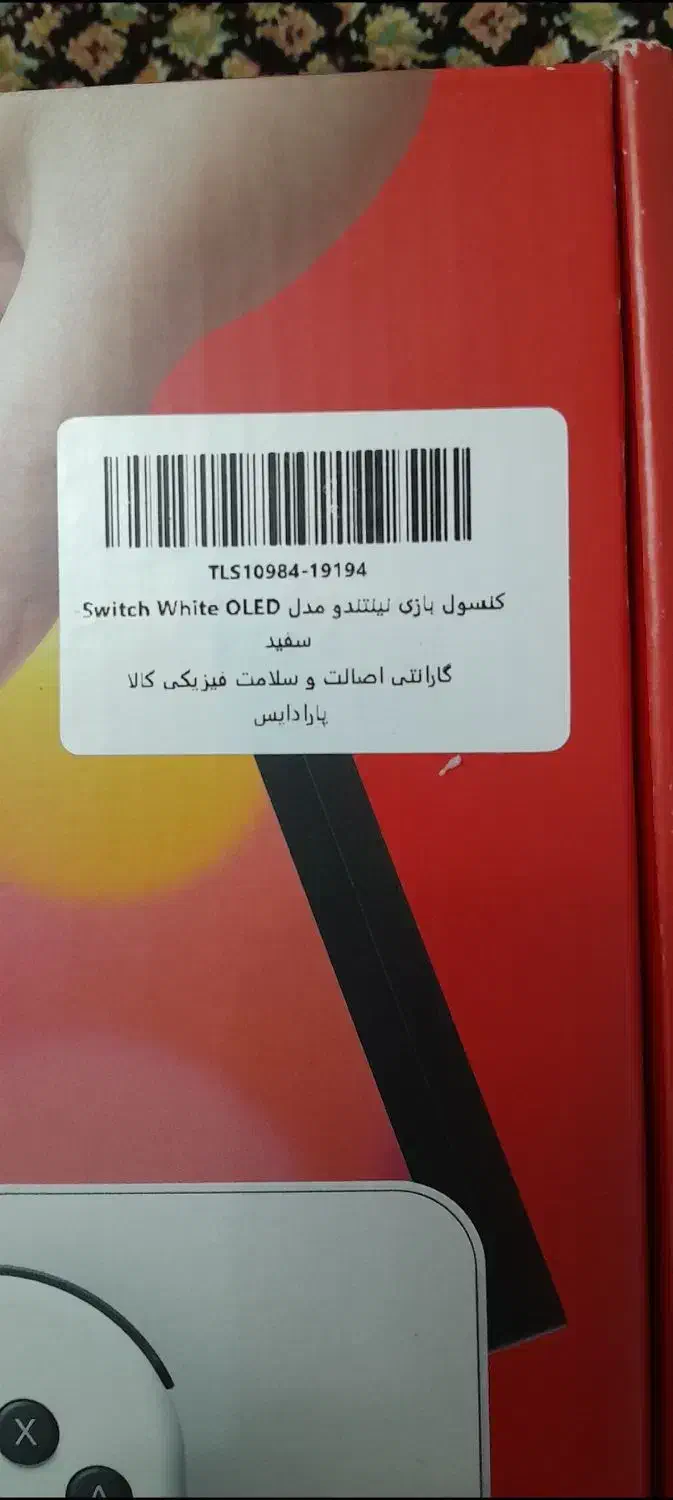 TLS10984-19194
کنسول بازی نینتندو مدل Switch White OLED-
سفید
گارانتی اصالت و سلامت فیزیکی کالا
پارادایس
X
A